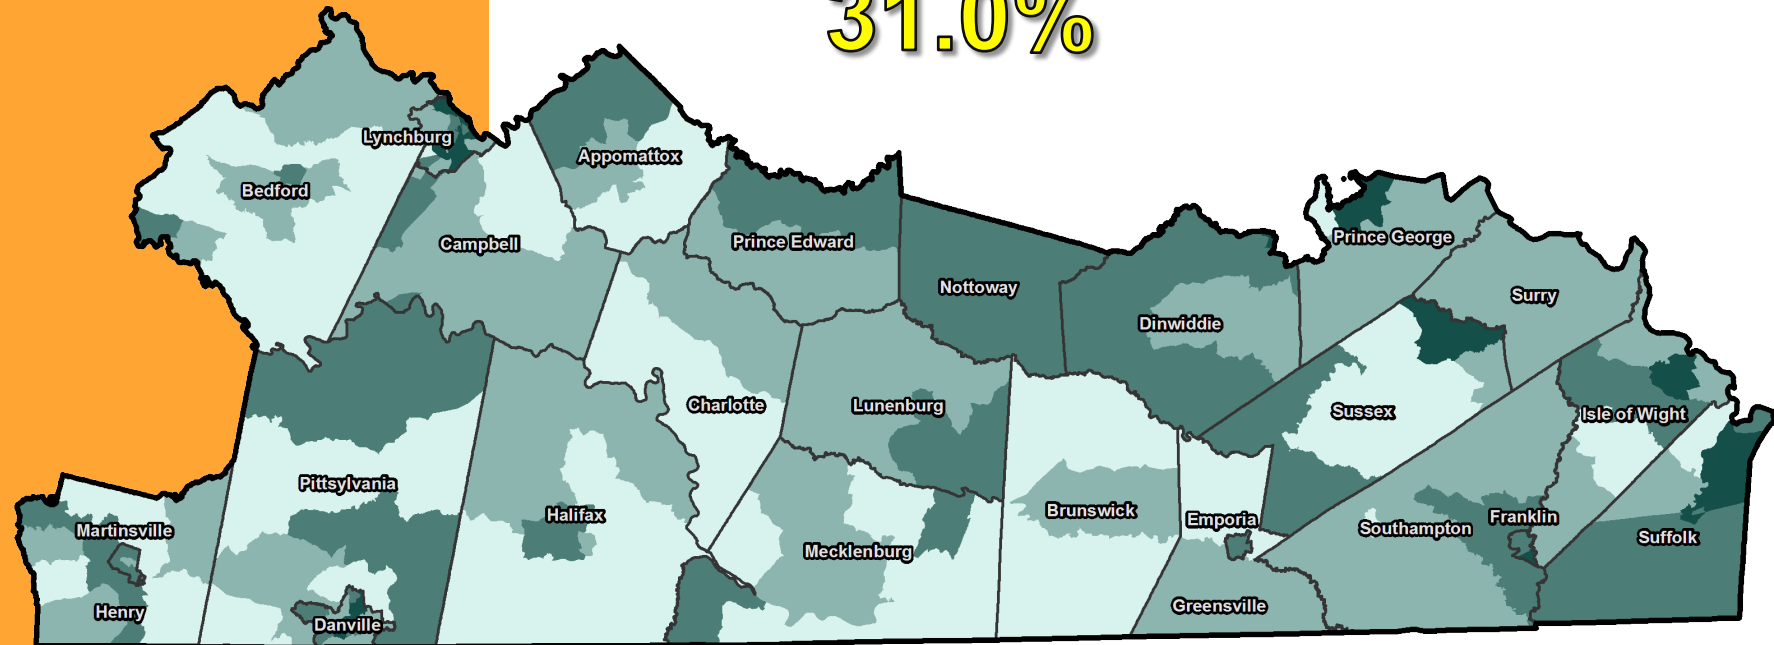 31.0%
Lynchburg
Appomattox
Bedford
Campbell
Prince Edward
Prince George
Nottoway
Surry
Dinwiddie
Charlotte
Lunenburg
Sussex
Isle of Wight
Pittsylvania
Halifax
Brunswick
Emporia
Franklin
Southampton
Martinsville
Suffolk
Mecklenburg
Henry
Greensville
Danville